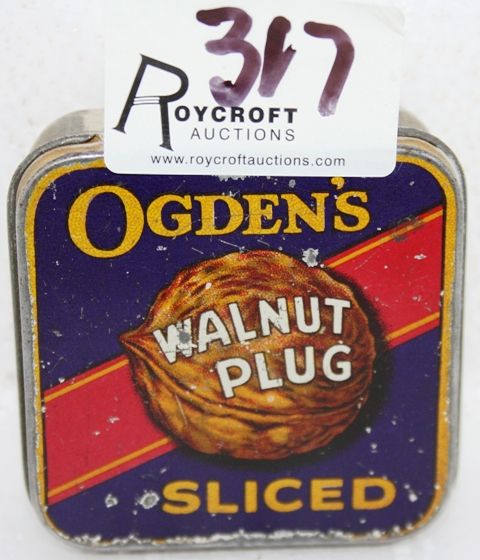 317
ROYCROFT
AUCTIONS
www.roycroftauctions.com
OGDEN'S
WALNUT
PLUG
SLICED